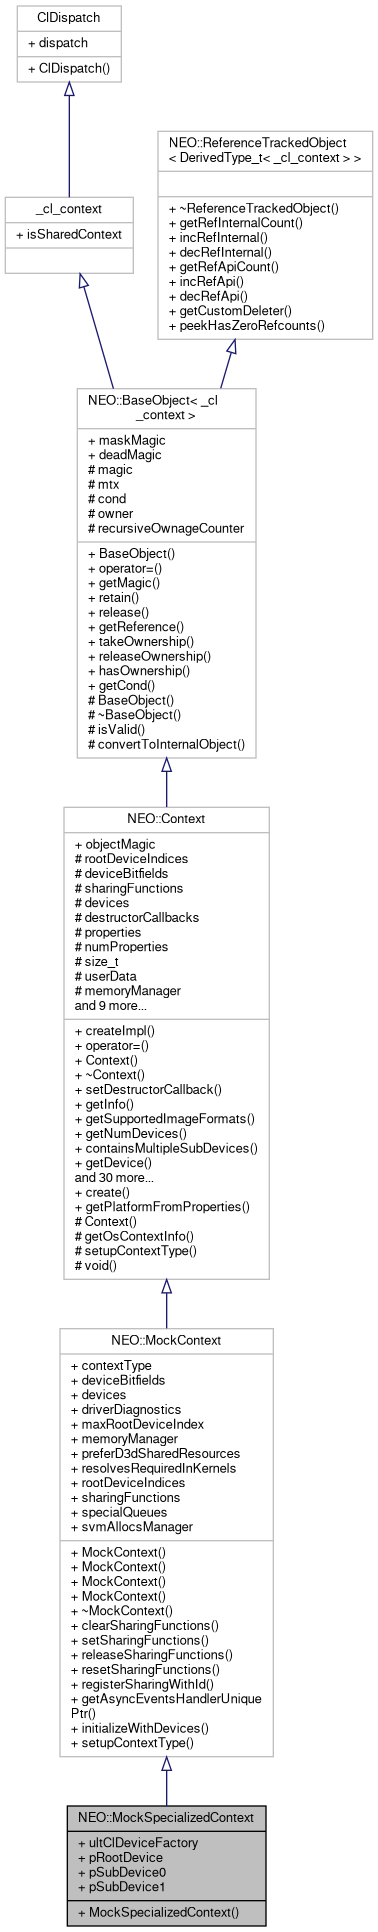 ClDispatch
+ dispatch
+ ClDispatch()
_cl_context
+ isSharedContext
NEO::ReferenceTrackedObject
< DerivedType_t< _cl_context > >
+ ~ReferenceTrackedObject()
+ getRefInternalCount()
+ incRefInternal()
+ decRefInternal()
+ getRefApiCount()
+ incRefApi()
+ decRefApi()
+ getCustomDeleter()
+ peekHasZeroRefcounts()
NEO::BaseObject< _cl
_context >
+ maskMagic
+ deadMagic
# magic
# mtx
# cond
# owner
# recursiveOwnageCounter
+ BaseObject()
+ operator=()
+ getMagic()
+ retain()
+ release()
+ getReference()
+ takeOwnership()
+ releaseOwnership()
+ hasOwnership()
+ getCond()
# BaseObject()
# ~BaseObject()
# isValid()
# convertToInternalObject()
NEO::Context
+ objectMagic
# rootDeviceIndices
# deviceBitfields
# sharingFunctions
# devices
# destructorCallbacks
# properties
# numProperties
# size_t
# userData
# memoryManager
and 9 more...
+ createImpl()
+ operator=()
+ Context()
+ ~Context()
+ setDestructorCallback()
+ getInfo()
+ getSupportedImageFormats()
+ getNumDevices()
+ containsMultipleSubDevices()
+ getDevice()
and 30 more...
+ create()
+ getPlatformFromProperties()
# Context()
# getOsContextInfo()
# setupContextType()
# void()
NEO::MockContext
+ contextType
+ deviceBitfields
+ devices
+ driverDiagnostics
+ maxRootDeviceIndex
+ memoryManager
+ preferD3dSharedResources
+ resolvesRequiredInKernels
+ rootDeviceIndices
+ sharingFunctions
+ specialQueues
+ svmAllocsManager
+ MockContext()
+ MockContext()
+ MockContext()
+ MockContext()
+ ~MockContext()
+ clearSharingFunctions()
+ setSharingFunctions()
+ releaseSharingFunctions()
+ resetSharingFunctions()
+ registerSharingWithId()
+ getAsyncEventsHandlerUnique
Ptr()
+ initializeWithDevices()
+ setupContextType()
NEO::MockSpecializedContext
+ ultClDeviceFactory
+ pRootDevice
+ pSubDevice0
+ pSubDevice1
+ MockSpecializedContext()